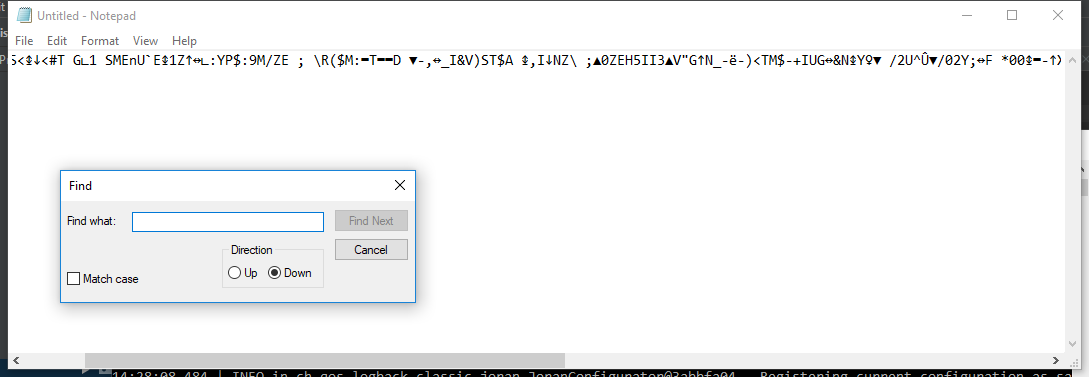 Untitled - Notepad
File Edit Format View Help
S<↨↓<#T G∟1 SMEnU`E↨1Z↑↔∟:YP$:9M/ZE ; \R($M:═T══D ▼-,↔_I&V)ST$A ↨,I↓NZ\ ;▲0ZEH5II3▲V"G↑N_-ë-)<TM$-+IUG↔&N↨Y♀▼ /2U^Û▼/02Y;↔F *00↨═-↑X
Find
Find what:
Find Next
Direction
Cancel
Up Down
Match case
14:28:08,484 | INFO in ch.qos.logback.classic.joran.JoranConfigurator@3abbfa04 - Registering current configuration as sa